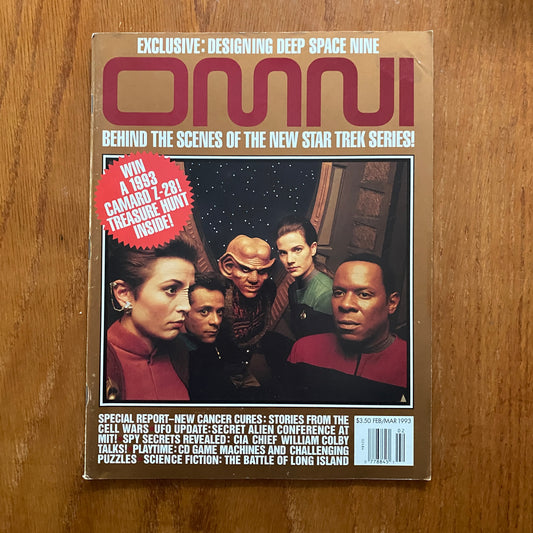 EXCLUSIVE: DESIGNING DEEP SPACE NINE
OMNI
BEHIND THE SCENES OF THE NEW STAR TREK SERIES!
WIN
A 1993
CAMARO Z-28!
TREASURE HUNT
INSIDE!
SPECIAL REPORT–NEW CANCER CURES: STORIES FROM THE
CELL WARS UFO UPDATE: SECRET ALIEN CONFERENCE AT
MIT! SPY SECRETS REVEALED: CIA CHIEF WILLIAM COLBY
TALKS! PLAYTIME: CD GAME MACHINES AND CHALLENGING
PUZZLES SCIENCE FICTION: THE BATTLE OF LONG ISLAND
$3.50 FEB/MAR 1993
02